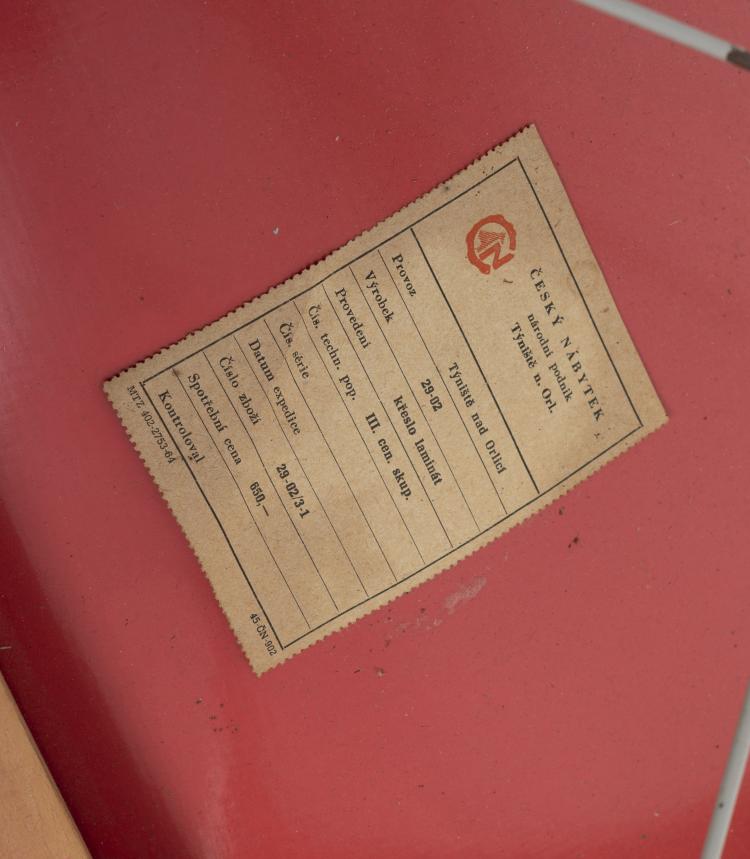 ČESKÝ NÁBYTEK
národní podnik
Týniště n. Orl.
Provoz Týniště nad Orlicí
Výrobek 29-02
Provedení křeslo laminát
Čís. techn. pop. III. cen. skup.
Čís. série
Datum expedice
Číslo zboží 29-02/3-1
Spotřební cena 650,—
Kontroloval
MTZ 402-2753-64
45-ČN-902